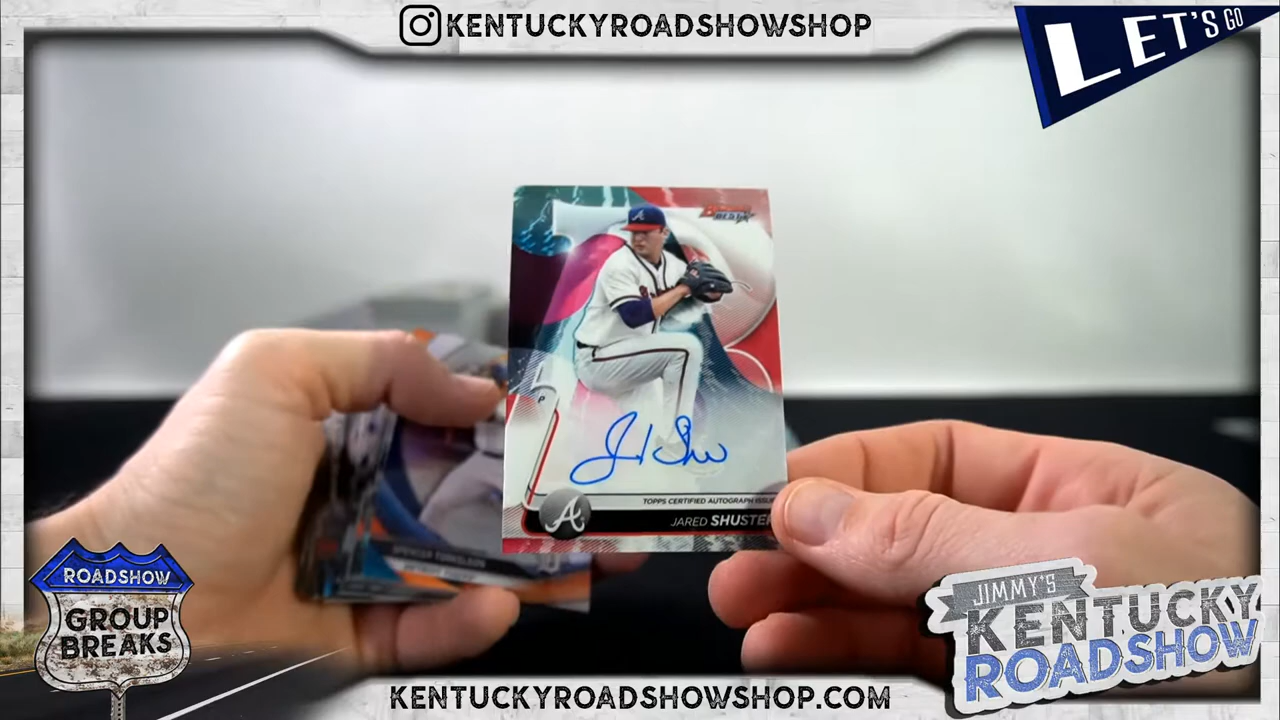 KENTUCKYROADSHOWSHOP
LET'S GO
BOWMAN'S
BEST
P
TOPPS CERTIFIED AUTOGRAPH ISSUE
JARED SHUSTER
ROADSHOW
GROUP
BREAKS
JIMMY'S
KENTUCKY
ROADSHOW
KENTUCKYROADSHOWSHOP.COM